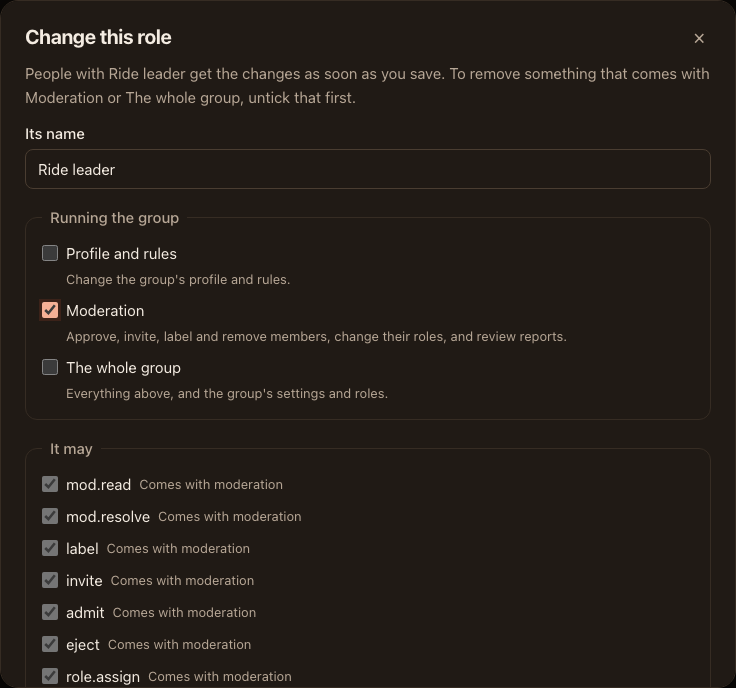 Change this role
×
People with Ride leader get the changes as soon as you save. To remove something that comes with
Moderation or The whole group, untick that first.
Its name
Ride leader
Running the group
Profile and rules
Change the group's profile and rules.
Moderation
Approve, invite, label and remove members, change their roles, and review reports.
The whole group
Everything above, and the group's settings and roles.
It may
mod.read Comes with moderation
mod.resolve Comes with moderation
label Comes with moderation
invite Comes with moderation
admit Comes with moderation
eject Comes with moderation
role.assign Comes with moderation